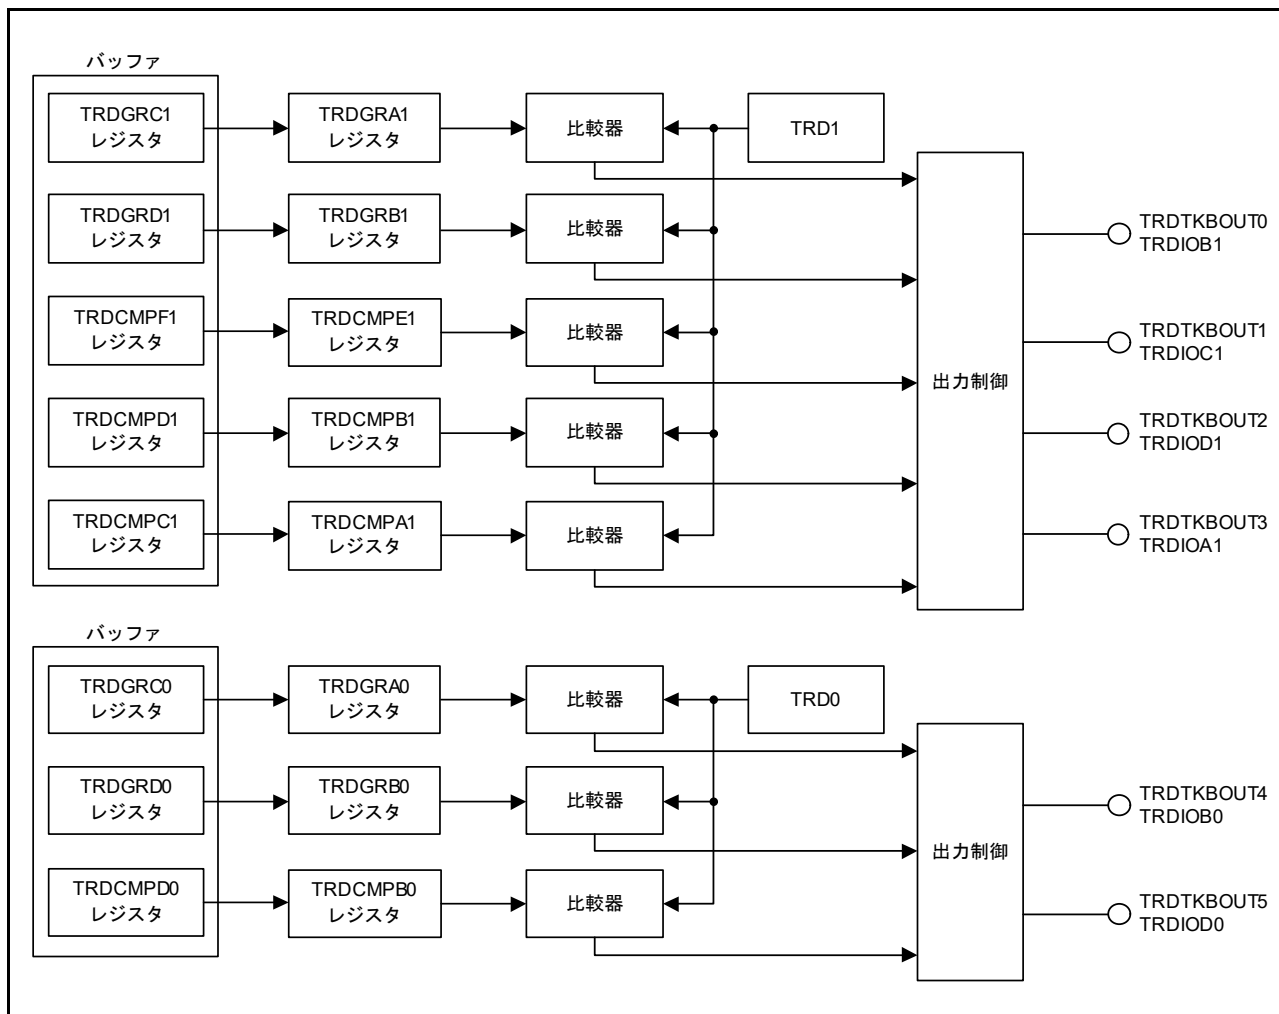 バッファ
TRDGRC1
レジスタ
TRDGRA1
レジスタ
比較器
TRD1
TRDGRD1
レジスタ
TRDGRB1
レジスタ
比較器
TRDCMPF1
レジスタ
TRDCMPE1
レジスタ
比較器
TRDCMPD1
レジスタ
TRDCMPB1
レジスタ
比較器
TRDCMPC1
レジスタ
TRDCMPA1
レジスタ
比較器
出力制御
TRDTKBOUT0
TRDIOB1
TRDTKBOUT1
TRDIOC1
TRDTKBOUT2
TRDIOD1
TRDTKBOUT3
TRDIOA1
バッファ
TRDGRC0
レジスタ
TRDGRA0
レジスタ
比較器
TRD0
TRDGRD0
レジスタ
TRDGRB0
レジスタ
比較器
TRDCMPD0
レジスタ
TRDCMPB0
レジスタ
比較器
出力制御
TRDTKBOUT4
TRDIOB0
TRDTKBOUT5
TRDIOD0